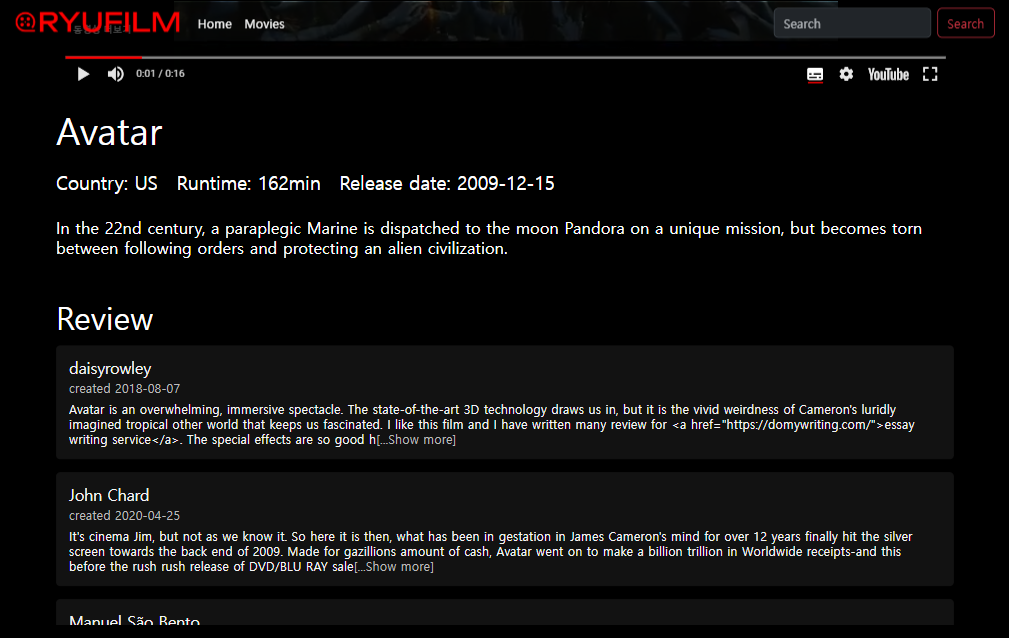 RYUFILM Home Movies Search Search
0:01 / 0:16 YouTube
Avatar
Country: US Runtime: 162min Release date: 2009-12-15
In the 22nd century, a paraplegic Marine is dispatched to the moon Pandora on a unique mission, but becomes torn
between following orders and protecting an alien civilization.
Review
daisyrowley
created 2018-08-07
Avatar is an overwhelming, immersive spectacle. The state-of-the-art 3D technology draws us in, but it is the vivid weirdness of Cameron's luridly
imagined tropical other world that keeps us fascinated. I like this film and I have written many review for <a href="https://domywriting.com/">essay
writing service</a>. The special effects are so good h[...Show more]
John Chard
created 2020-04-25
It's cinema Jim, but not as we know it. So here it is then, what has been in gestation in James Cameron's mind for over 12 years finally hit the silver
screen towards the back end of 2009. Made for gazillions amount of cash, Avatar went on to make a billion trillion in Worldwide receipts-and this
before the rush rush release of DVD/BLU RAY sale[...Show more]
Manuel São Bento